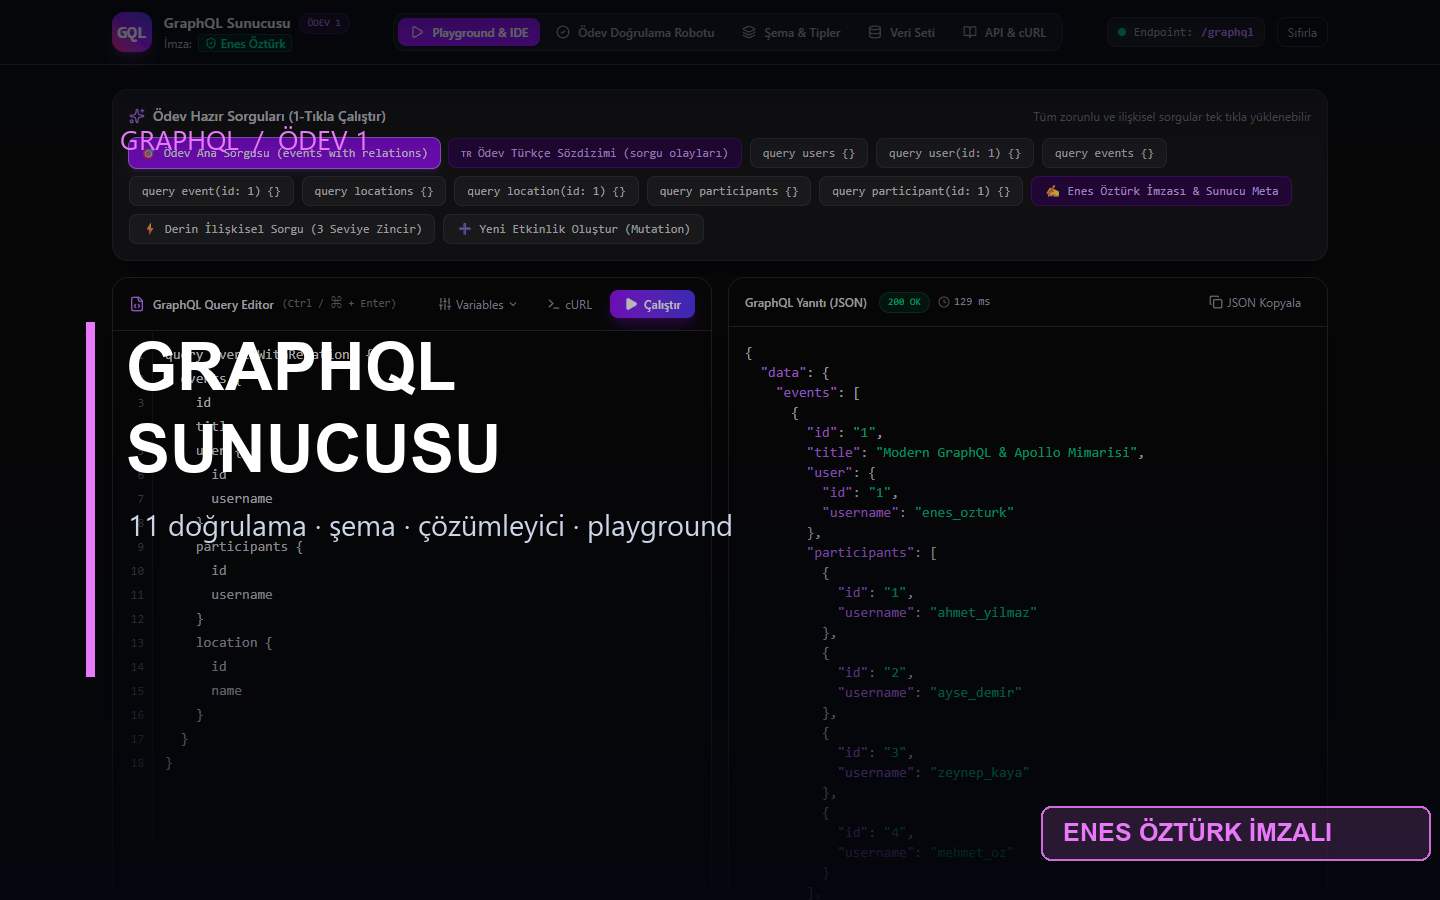 GQL
GraphQL Sunucusu ÖDEV 1
İmza: Enes Öztürk
Playground & IDE
Ödev Doğrulama Robotu
Şema & Tipler
Veri Seti
API & cURL
Endpoint: /graphql
Sıfırla
Ödev Hazır Sorguları (1-Tıkla Çalıştır)
Tüm zorunlu ve ilişkisel sorgular tek tıkla yüklenebilir
GRAPHQL / ÖDEV 1
Ödev Ana Sorgusu (events with relations)
TR Ödev Türkçe Sözdizimi (sorgu olayları)
query users {}
query user(id: 1) {}
query events {}
query event(id: 1) {}
query locations {}
query location(id: 1) {}
query participants {}
query participant(id: 1) {}
Enes Öztürk İmzası & Sunucu Meta
Derin İlişkisel Sorgu (3 Seviye Zincir)
Yeni Etkinlik Oluştur (Mutation)
GraphQL Query Editor (Ctrl / ⌘ + Enter)
Variables
cURL
Çalıştır
GRAPHQL
SUNUCUSU
11 doğrulama · şema · çözümleyici · playground
3 id
6 id
7 username
9 participants {
10 id
11 username
12 }
13 location {
14 id
15 name
16 }
17 }
18 }
GraphQL Yanıtı (JSON) 200 OK 129 ms
JSON Kopyala
{
"data": {
"events": [
{
"id": "1",
"title": "Modern GraphQL & Apollo Mimarisi",
"user": {
"id": "1",
"username": "enes_ozturk"
},
"participants": [
{
"id": "1",
"username": "ahmet_yilmaz"
},
{
"id": "2",
"username": "ayse_demir"
},
{
"id": "3",
"username": "zeynep_kaya"
},
{
"id": "4",
"username": "mehmet_oz"
}
],
ENES ÖZTÜRK İMZALI